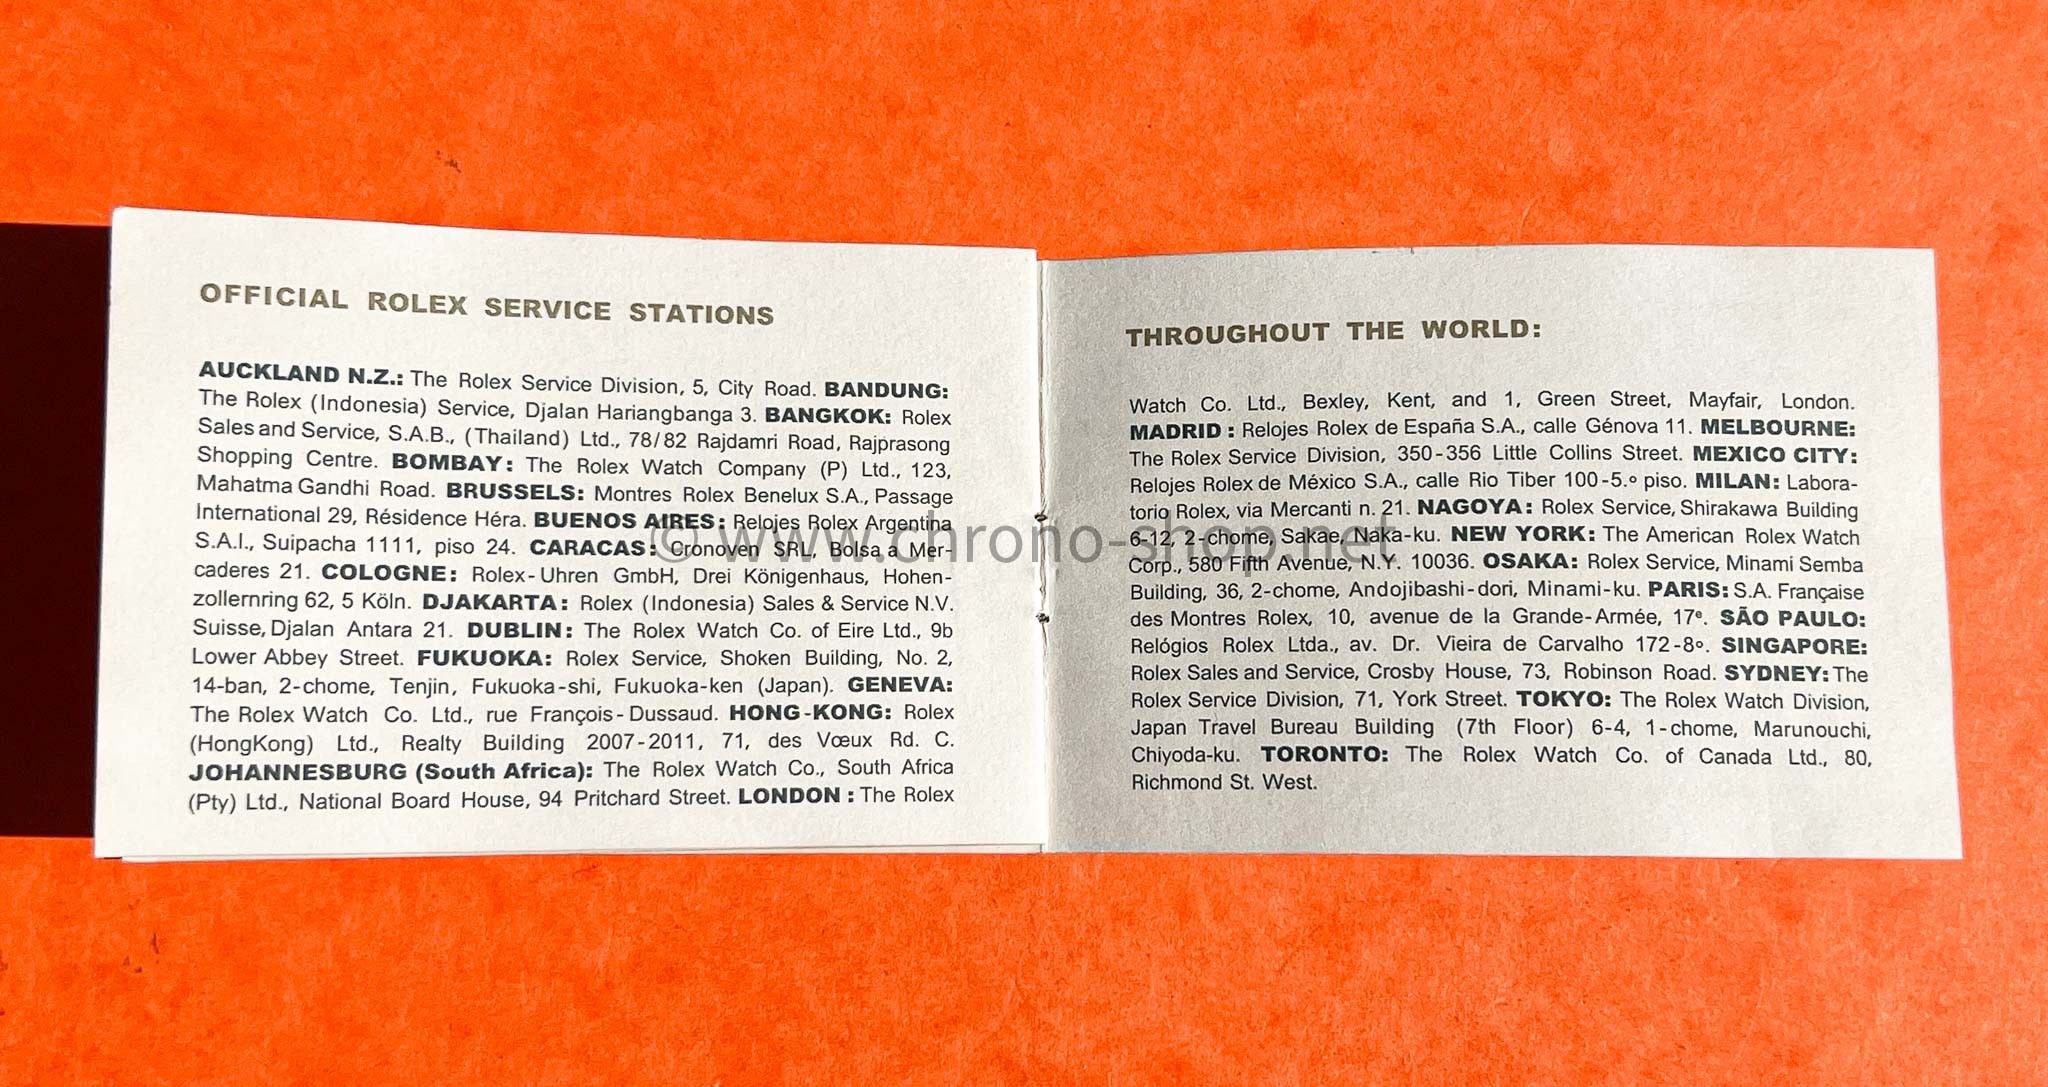 OFFICIAL ROLEX SERVICE STATIONS
AUCKLAND N.Z.: The Rolex Service Division, 5, City Road. BANDUNG:
The Rolex (Indonesia) Service, Djalan Hariangbanga 3. BANGKOK: Rolex
Sales and Service, S.A.B., (Thailand) Ltd., 78/82 Rajdamri Road, Rajprasong
Shopping Centre. BOMBAY: The Rolex Watch Company (P) Ltd., 123,
Mahatma Gandhi Road. BRUSSELS: Montres Rolex Benelux S.A., Passage
International 29, Résidence Héra. BUENOS AIRES: Relojes Rolex Argentina
S.A.I., Suipacha 1111, piso 24. CARACAS: Cronoven SRL, Bolsa a Mer-
caderes 21. COLOGNE: Rolex-Uhren GmbH, Drei Königenhaus, Hohen-
zollernring 62, 5 Köln. DJAKARTA: Rolex (Indonesia) Sales & Service N.V.
Suisse, Djalan Antara 21. DUBLIN: The Rolex Watch Co. of Eire Ltd., 9b
Lower Abbey Street. FUKUOKA: Rolex Service, Shoken Building, No. 2,
14-ban, 2-chome, Tenjin, Fukuoka-shi, Fukuoka-ken (Japan). GENEVA:
The Rolex Watch Co. Ltd., rue François-Dussaud. HONG-KONG: Rolex
(HongKong) Ltd., Realty Building 2007-2011, 71, des Vœux Rd. C.
JOHANNESBURG (South Africa): The Rolex Watch Co., South Africa
(Pty) Ltd., National Board House, 94 Pritchard Street. LONDON: The Rolex
THROUGHOUT THE WORLD:
Watch Co. Ltd., Bexley, Kent, and 1, Green Street, Mayfair, London.
MADRID: Relojes Rolex de España S.A., calle Génova 11. MELBOURNE:
The Rolex Service Division, 350-356 Little Collins Street. MEXICO CITY:
Relojes Rolex de México S.A., calle Rio Tiber 100-5.º piso. MILAN: Labora-
torio Rolex, via Mercanti n. 21. NAGOYA: Rolex Service, Shirakawa Building
6-12, 2-chome, Sakae, Naka-ku. NEW YORK: The American Rolex Watch
Corp., 580 Fifth Avenue, N.Y. 10036. OSAKA: Rolex Service, Minami Semba
Building, 36, 2-chome, Andojibashi-dori, Minami-ku. PARIS: S.A. Française
des Montres Rolex, 10, avenue de la Grande-Armée, 17e. SÃO PAULO:
Relógios Rolex Ltda., av. Dr. Vieira de Carvalho 172-8º. SINGAPORE:
Rolex Sales and Service, Crosby House, 73, Robinson Road. SYDNEY: The
Rolex Service Division, 71, York Street. TOKYO: The Rolex Watch Division,
Japan Travel Bureau Building (7th Floor) 6-4, 1-chome, Marunouchi,
Chiyoda-ku. TORONTO: The Rolex Watch Co. of Canada Ltd., 80,
Richmond St. West.
© www.chrono-shop.net